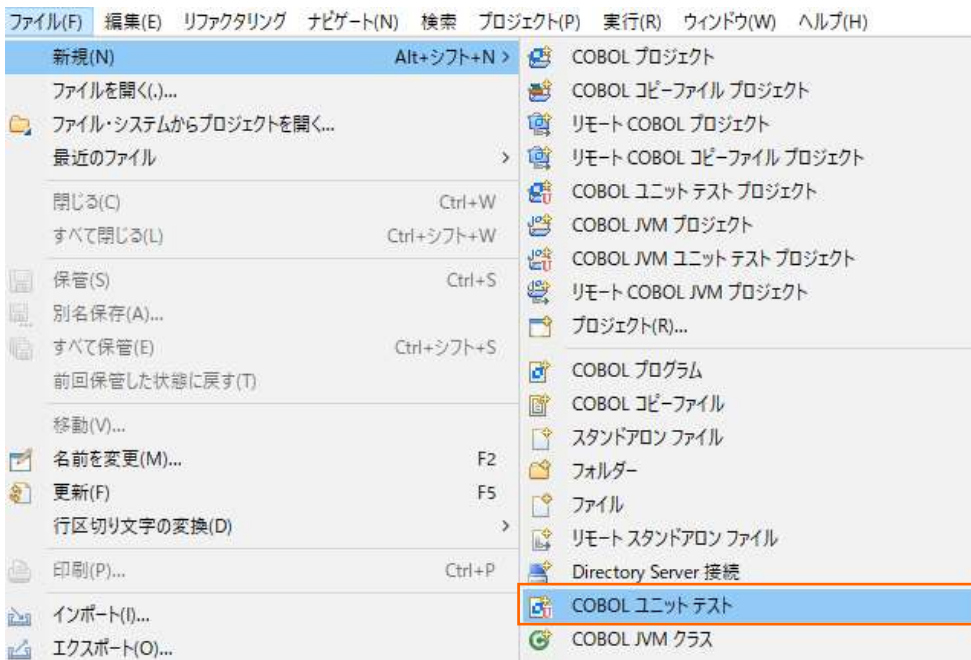 ファイル(F) 編集(E) リファクタリング ナビゲート(N) 検索 プロジェクト(P) 実行(R) ウィンドウ(W) ヘルプ(H)
新規(N) Alt+シフト+N >
ファイルを開く(.)...
ファイル・システムからプロジェクトを開く...
最近のファイル >
閉じる(C) Ctrl+W
すべて閉じる(L) Ctrl+シフト+W
保管(S) Ctrl+S
別名保存(A)...
すべて保管(E) Ctrl+シフト+S
前回保管した状態に戻す(T)
移動(V)...
名前を変更(M)... F2
更新(F) F5
行区切り文字の変換(D) >
印刷(P)... Ctrl+P
インポート(I)...
エクスポート(O)...
COBOL プロジェクト
COBOL コピーファイル プロジェクト
リモート COBOL プロジェクト
リモート COBOL コピーファイル プロジェクト
COBOL ユニット テスト プロジェクト
COBOL JVM プロジェクト
COBOL JVM ユニット テスト プロジェクト
リモート COBOL JVM プロジェクト
プロジェクト(R)...
COBOL プログラム
COBOL コピーファイル
スタンドアロン ファイル
フォルダー
ファイル
リモート スタンドアロン ファイル
Directory Server 接続
COBOL ユニット テスト
COBOL JVM クラス